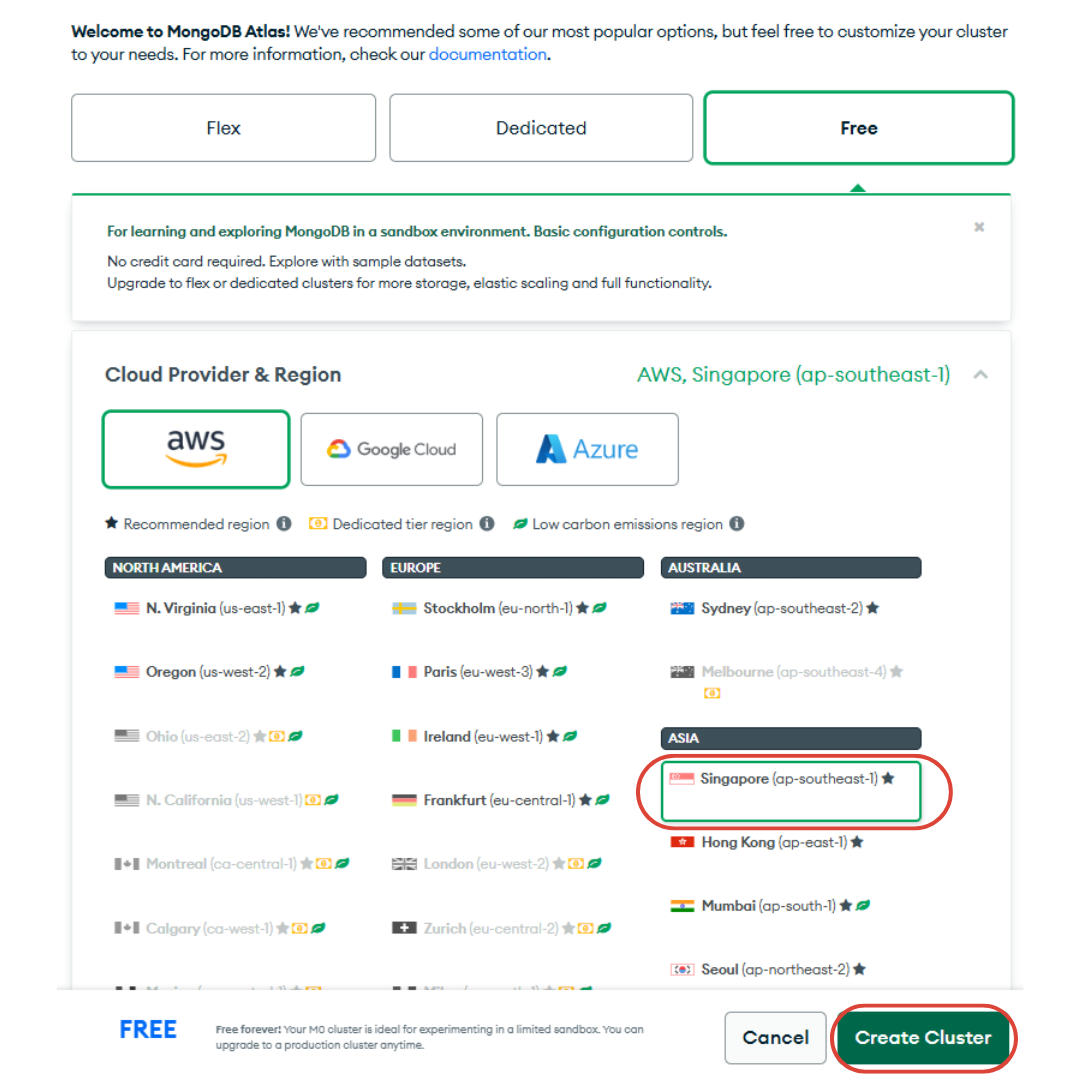 Welcome to MongoDB Atlas! We've recommended some of our most popular options, but feel free to customize your cluster
to your needs. For more information, check our documentation.
Flex
Dedicated
Free
For learning and exploring MongoDB in a sandbox environment. Basic configuration controls.
No credit card required. Explore with sample datasets.
Upgrade to flex or dedicated clusters for more storage, elastic scaling and full functionality.
Cloud Provider & Region
AWS, Singapore (ap-southeast-1)
aws
Google Cloud
Azure
Recommended region
Dedicated tier region
Low carbon emissions region
NORTH AMERICA
N. Virginia (us-east-1)
Oregon (us-west-2)
Ohio (us-east-2)
N. California (us-west-1)
Montreal (ca-central-1)
Calgary (ca-west-1)
EUROPE
Stockholm (eu-north-1)
Paris (eu-west-3)
Ireland (eu-west-1)
Frankfurt (eu-central-1)
London (eu-west-2)
Zurich (eu-central-2)
AUSTRALIA
Sydney (ap-southeast-2)
Melbourne (ap-southeast-4)
ASIA
Singapore (ap-southeast-1)
Hong Kong (ap-east-1)
Mumbai (ap-south-1)
Seoul (ap-northeast-2)
FREE
Free forever! Your M0 cluster is ideal for experimenting in a limited sandbox. You can
upgrade to a production cluster anytime.
Cancel
Create Cluster